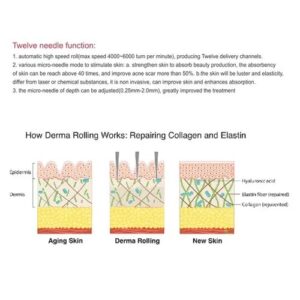 Twelve needle function:
1. automatic high speed roll(max speed 4000~6000 turn per minute), producing Twelve delivery channels.
2. various micro-needle mode to stimulate skin: a. strengthen skin to absorb beauty production, the absorbency
of skin can be reach above 40 times, and improve acne scar more than 50%. b.the skin will be luster and elasticity,
differ from laser or chemical substances, it is non-invasive, and enhances absorption
3. the micro-needle of depth can be adjusted(0.25mm-2.0mm), greatly improved the treatment
How Derma Rolling Works: Repairing Collagen and Elastin
Epidermis
Dermis
Hyaluronic acid
Elastin fiber (repaired)
Collagen (rejuvenated)
Aging Skin
Derma Rolling
New Skin